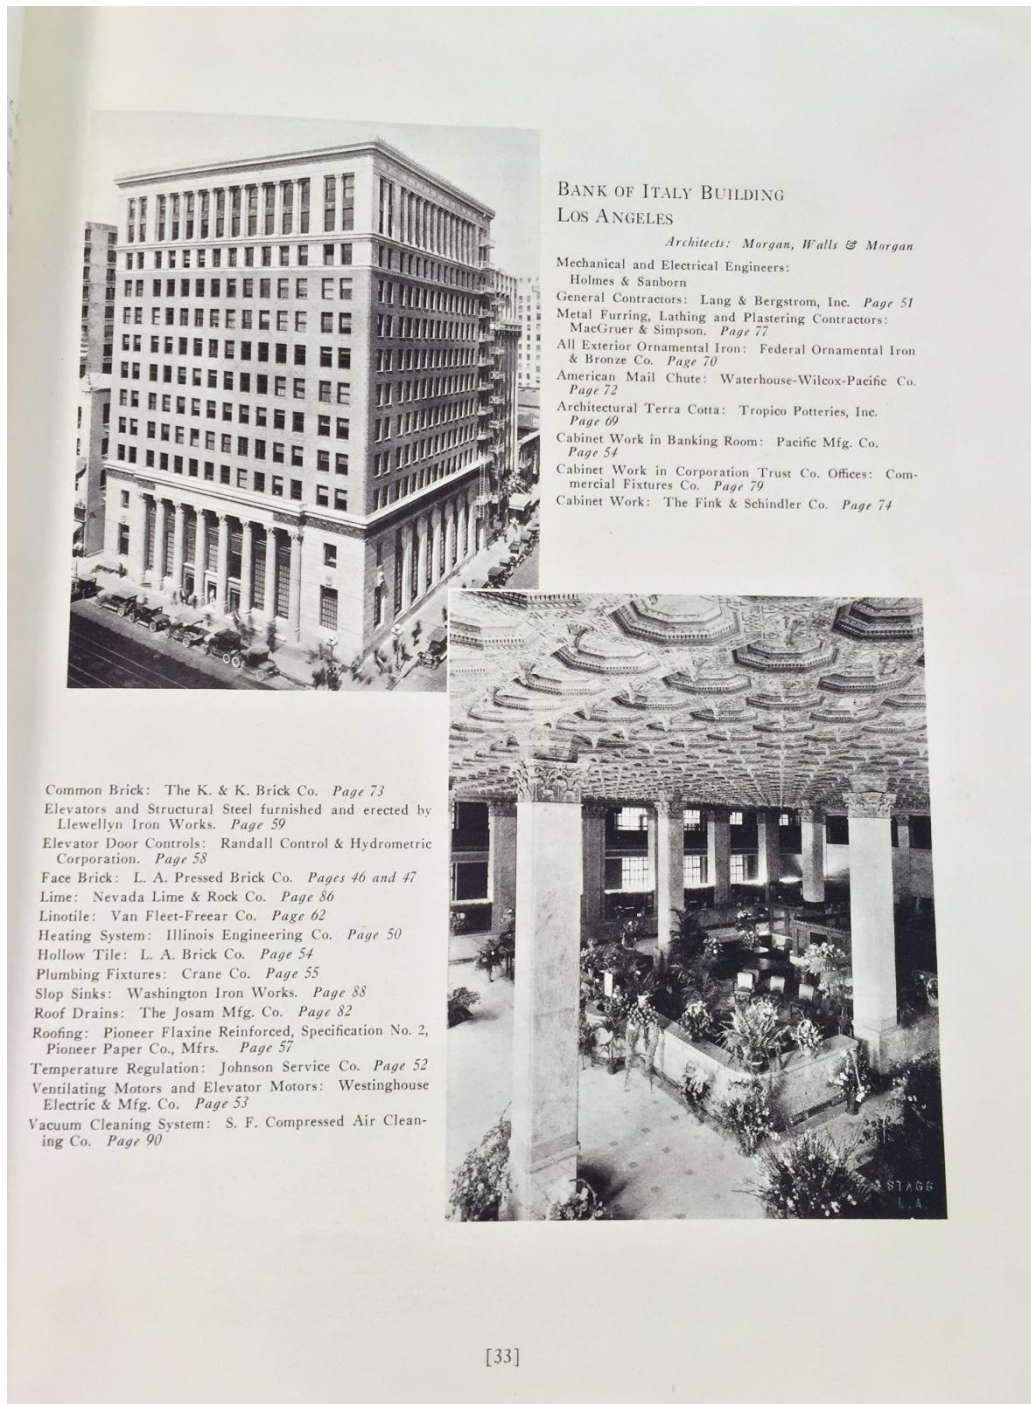 BANK OF ITALY BUILDING
LOS ANGELES
Architects: Morgan, Walls & Morgan
Mechanical and Electrical Engineers:
Holmes & Sanborn
General Contractors: Lang & Bergstrom, Inc. Page 51
Metal Furring, Lathing and Plastering Contractors:
MacGruer & Simpson. Page 77
All Exterior Ornamental Iron: Federal Ornamental Iron
& Bronze Co. Page 70
American Mail Chute: Waterhouse-Wilcox-Pacific Co.
Page 72
Architectural Terra Cotta: Tropico Potteries, Inc.
Page 69
Cabinet Work in Banking Room: Pacific Mfg. Co.
Page 54
Cabinet Work in Corporation Trust Co. Offices: Com-
mercial Fixtures Co. Page 79
Cabinet Work: The Fink & Schindler Co. Page 74
Common Brick: The K. & K. Brick Co. Page 73
Elevators and Structural Steel furnished and erected by
Llewellyn Iron Works. Page 59
Elevator Door Controls: Randall Control & Hydrometric
Corporation. Page 58
Face Brick: L. A. Pressed Brick Co. Pages 46 and 47
Lime: Nevada Lime & Rock Co. Page 86
Linotile: Van Fleet-Freear Co. Page 62
Heating System: Illinois Engineering Co. Page 50
Hollow Tile: L. A. Brick Co. Page 54
Plumbing Fixtures: Crane Co. Page 55
Slop Sinks: Washington Iron Works. Page 88
Roof Drains: The Josam Mfg. Co. Page 82
Roofing: Pioneer Flaxine Reinforced, Specification No. 2,
Pioneer Paper Co., Mfrs. Page 57
Temperature Regulation: Johnson Service Co. Page 52
Ventilating Motors and Elevator Motors: Westinghouse
Electric & Mfg. Co. Page 53
Vacuum Cleaning System: S. F. Compressed Air Clean-
ing Co. Page 90
STAGG
L.A.
[33]